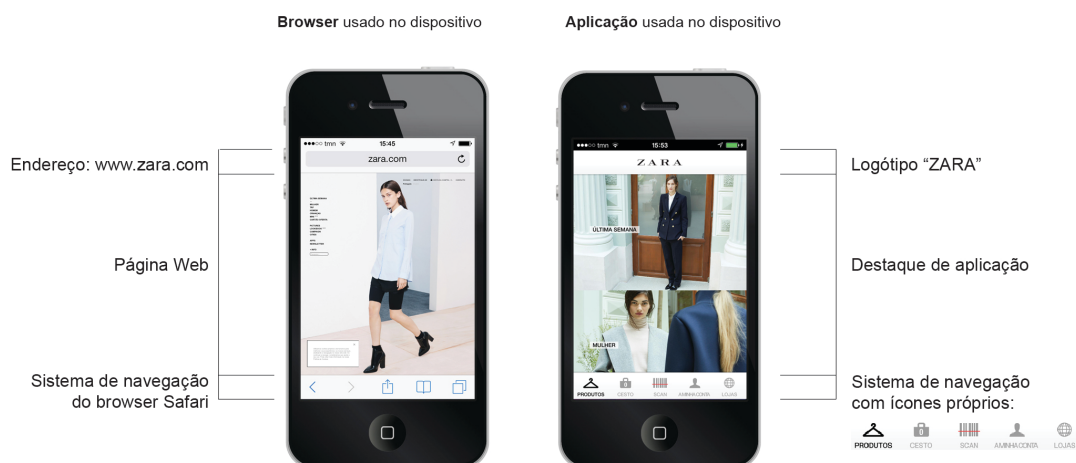 Browser usado no dispositivo
Aplicação usada no dispositivo
Endereço: www.zara.com
Página Web
Sistema de navegação
do browser Safari
tmn 15:45
zara.com
tmn 15:53
ZARA
ÚLTIMA SEMANA
MULHER
PRODUTOS CESTO SCAN A MINHA CONTA LOJAS
Logótipo “ZARA”
Destaque de aplicação
Sistema de navegação
com ícones próprios:
PRODUTOS CESTO SCAN A MINHA CONTA LOJAS